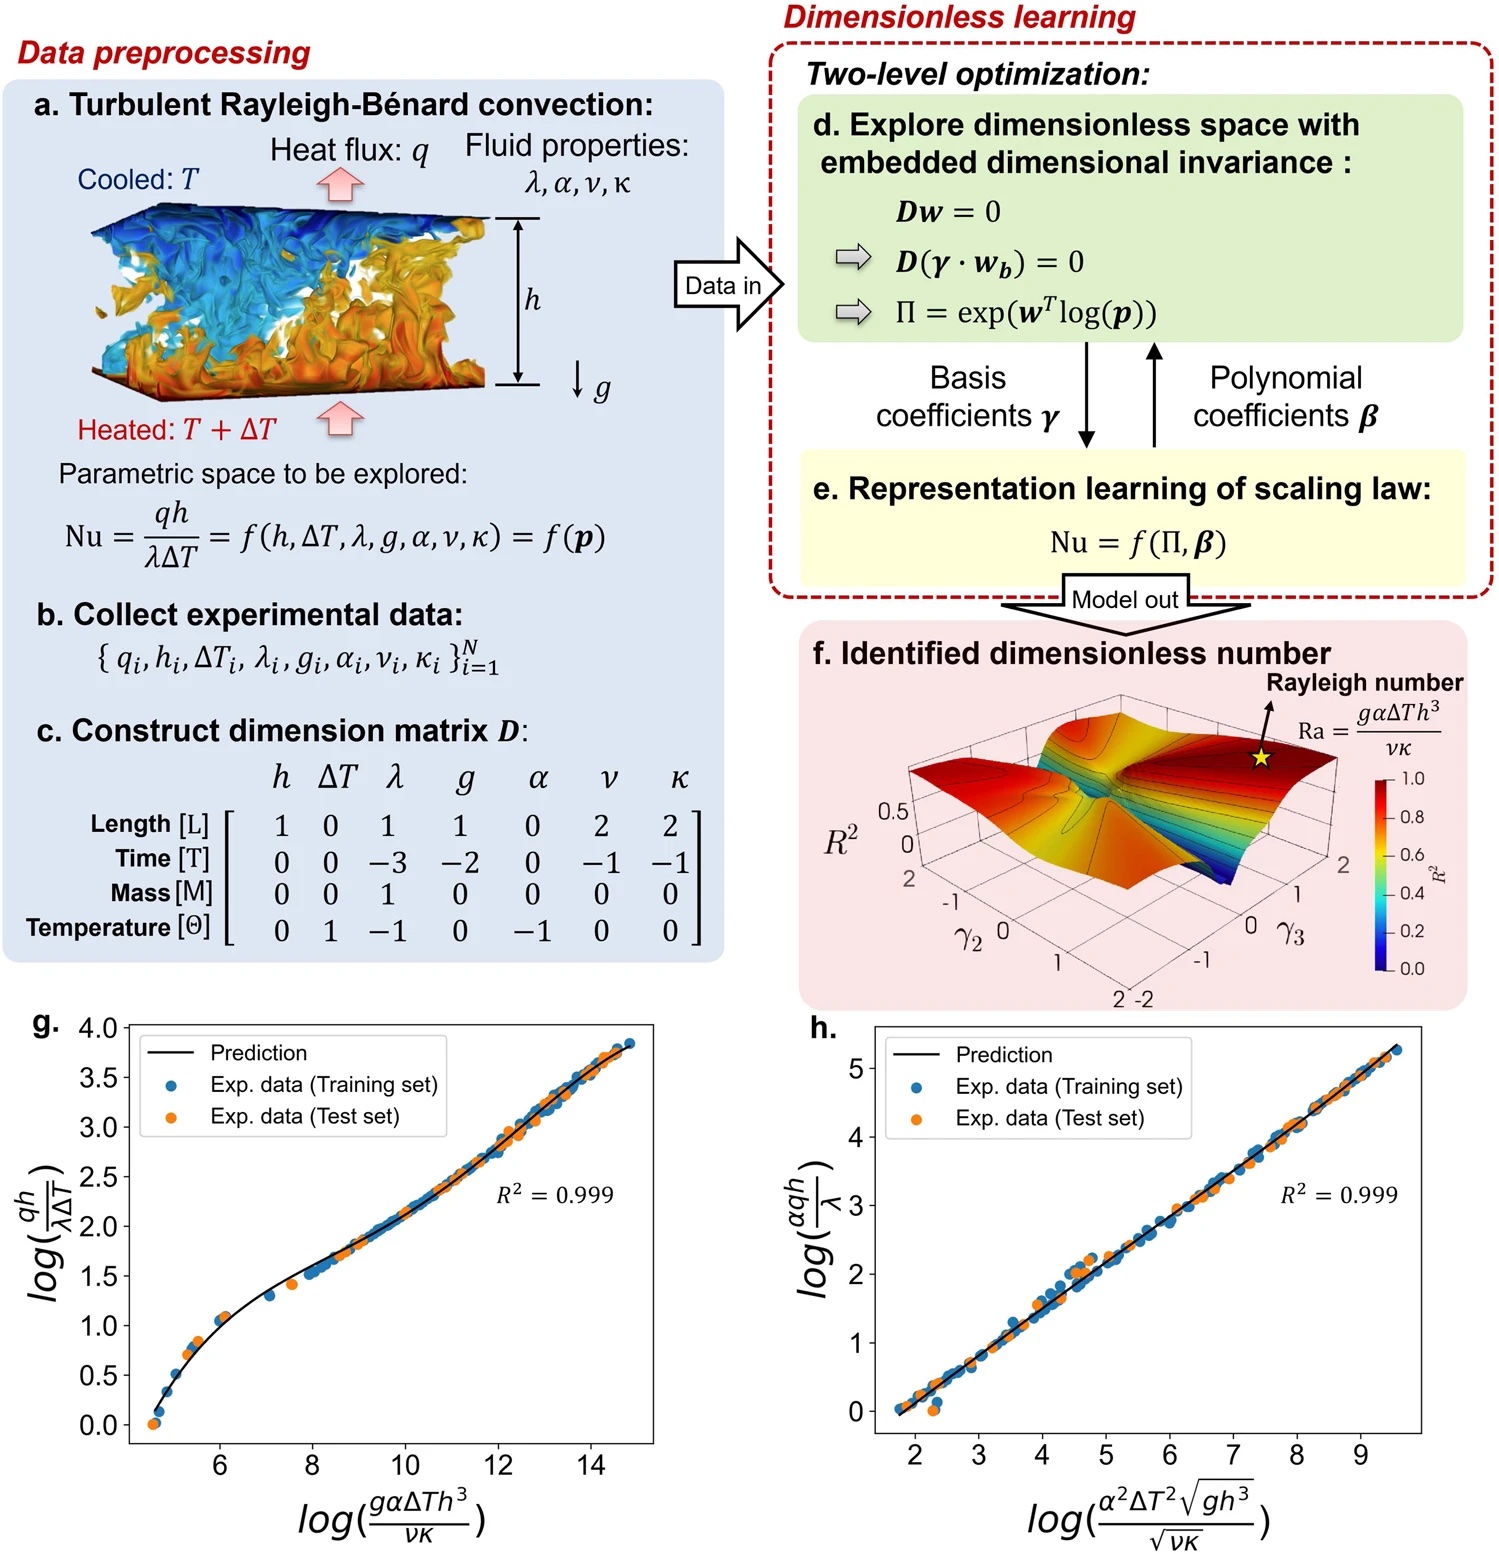 Data preprocessing
a. Turbulent Rayleigh-Bénard convection:
Heat flux: q
Fluid properties:
λ, α, ν, κ
Cooled: T
h
g
Heated: T + ΔT
Parametric space to be explored:
Nu = qh/λΔT = f(h, ΔT, λ, g, α, ν, κ) = f(p)
b. Collect experimental data:
{ qᵢ, hᵢ, ΔTᵢ, λᵢ, gᵢ, αᵢ, νᵢ, κᵢ }ᴺᵢ₌₁
c. Construct dimension matrix D:
h ΔT λ g α ν κ
Length [L] 1 0 1 1 0 2 2
Time [T] 0 0 −3 −2 0 −1 −1
Mass [M] 0 0 1 0 0 0 0
Temperature [Θ] 0 1 −1 0 −1 0 0
Data in
Dimensionless learning
Two-level optimization:
d. Explore dimensionless space with
embedded dimensional invariance :
Dw = 0
D(γ · w_b) = 0
Π = exp(wᵀlog(p))
Basis
coefficients γ
Polynomial
coefficients β
e. Representation learning of scaling law:
Nu = f(Π, β)
Model out
f. Identified dimensionless number
Rayleigh number
Ra = gαΔTh³/νκ
R²
0.5
0
2
-1
0
1
2
γ₂
-2
-1
0
1
2
γ₃
1.0
0.8
0.6
0.4
0.2
0.0
R²
g.
4.0
3.5
3.0
2.5
2.0
1.5
1.0
0.5
0.0
log(qh/λΔT)
Prediction
Exp. data (Training set)
Exp. data (Test set)
R² = 0.999
6 8 10 12 14
log(gαΔTh³/νκ)
h.
5
4
3
2
1
0
log(αqh/λ)
Prediction
Exp. data (Training set)
Exp. data (Test set)
R² = 0.999
2 3 4 5 6 7 8 9
log(α²ΔT²√gh³/√νκ)